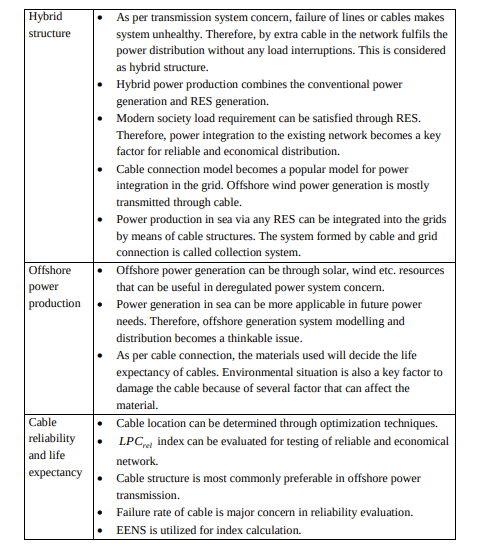 Hybrid
structure
• As per transmission system concern, failure of lines or cables makes
system unhealthy. Therefore, by extra cable in the network fulfils the
power distribution without any load interruptions. This is considered
as hybrid structure.
• Hybrid power production combines the conventional power
generation and RES generation.
• Modern society load requirement can be satisfied through RES.
Therefore, power integration to the existing network becomes a key
factor for reliable and economical distribution.
• Cable connection model becomes a popular model for power
integration in the grid. Offshore wind power generation is mostly
transmitted through cable.
• Power production in sea via any RES can be integrated into the grids
by means of cable structures. The system formed by cable and grid
connection is called collection system.
Offshore
power
production
• Offshore power generation can be through solar, wind etc. resources
that can be useful in deregulated power system concern.
• Power generation in sea can be more applicable in future power
needs. Therefore, offshore generation system modelling and
distribution becomes a thinkable issue.
• As per cable connection, the materials used will decide the life
expectancy of cables. Environmental situation is also a key factor to
damage the cable because of several factor that can affect the
material.
Cable
reliability
and life
expectancy
• Cable location can be determined through optimization techniques.
• LPC_rel index can be evaluated for testing of reliable and economical
network.
• Cable structure is most commonly preferable in offshore power
transmission.
• Failure rate of cable is major concern in reliability evaluation.
• EENS is utilized for index calculation.